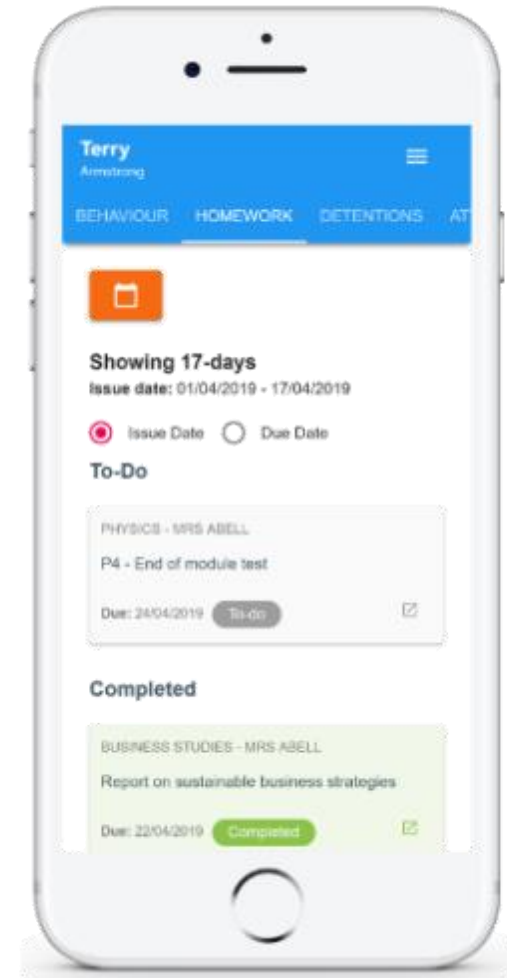 Terry
Armstrong
BEHAVIOUR HOMEWORK DETENTIONS AT
Showing 17-days
Issue date: 01/04/2019 - 17/04/2019
Issue Date Due Date
To-Do
PHYSICS - MRS ABELL
P4 - End of module test
Due: 24/04/2019 To-do
Completed
BUSINESS STUDIES - MRS ABELL
Report on sustainable business strategies
Due: 22/04/2019 Completed